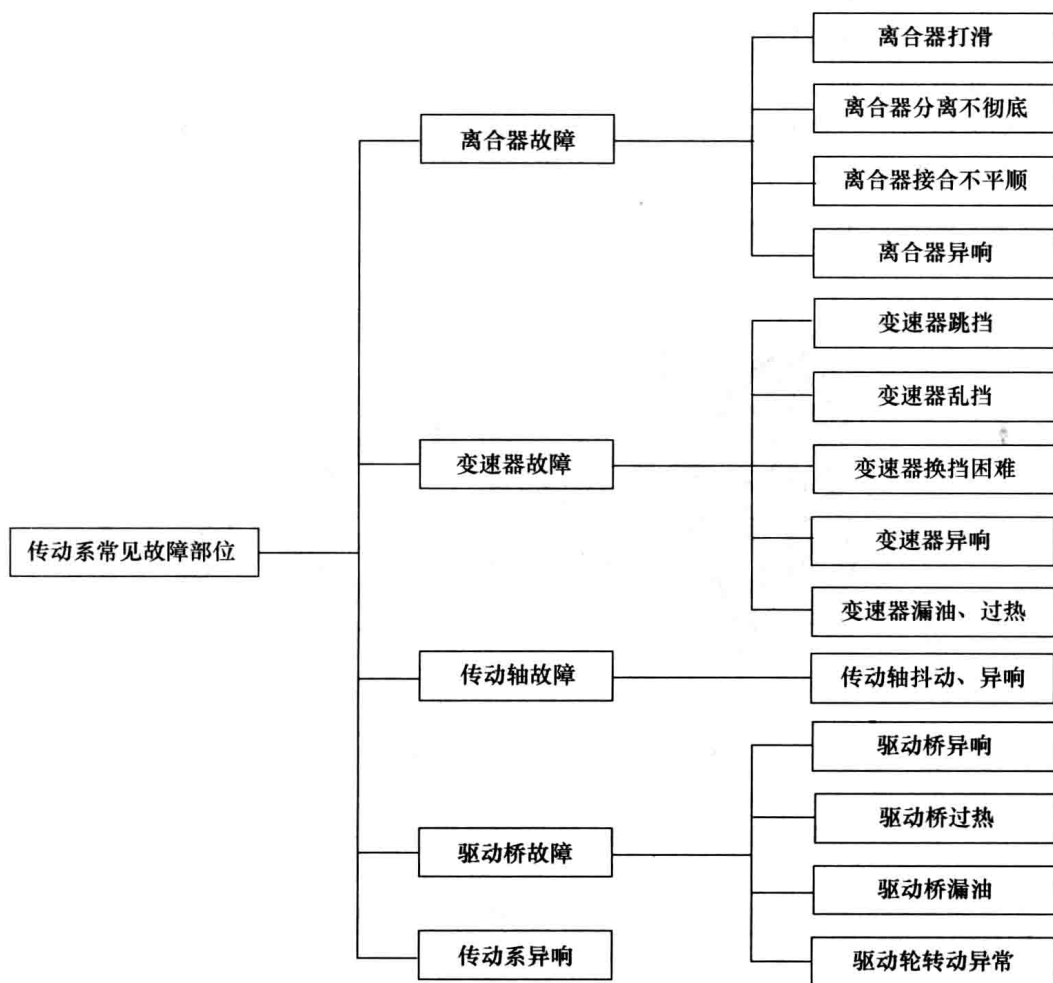 传动系常见故障部位
离合器故障
离合器打滑
离合器分离不彻底
离合器接合不平顺
离合器异响
变速器故障
变速器跳挡
变速器乱挡
变速器换挡困难
变速器异响
变速器漏油、过热
传动轴故障
传动轴抖动、异响
驱动桥故障
驱动桥异响
驱动桥过热
驱动桥漏油
驱动轮转动异常
传动系异响